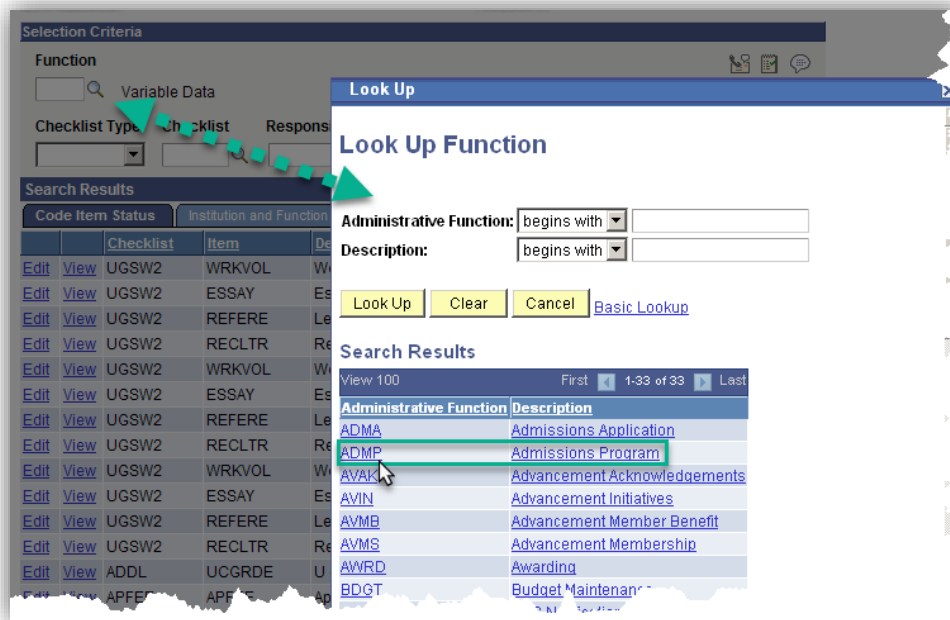 Selection Criteria
Function
Variable Data
Checklist Type Checklist
Search Results
Code Item Status Institution and Function
Checklist Item
Edit View UGSW2 WRKVOL
Edit View UGSW2 ESSAY
Edit View UGSW2 REFERE
Edit View UGSW2 RECLTR
Edit View UGSW2 WRKVOL
Edit View UGSW2 ESSAY
Edit View UGSW2 REFERE
Edit View UGSW2 RECLTR
Edit View UGSW2 WRKVOL
Edit View UGSW2 ESSAY
Edit View UGSW2 REFERE
Edit View UGSW2 RECLTR
Edit View ADDL UCGRDE U
Look Up
Look Up Function
Administrative Function: begins with
Description: begins with
Look Up Clear Cancel Basic Lookup
Search Results
View 100 First 1-33 of 33 Last
Administrative Function Description
ADMA Admissions Application
ADMP Admissions Program
AVAK Advancement Acknowledgements
AVIN Advancement Initiatives
AVMB Advancement Member Benefit
AVMS Advancement Membership
AWRD Awarding
BDGT Budget Maintenance